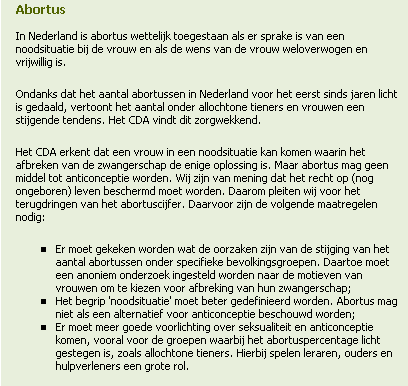 Abortus
In Nederland is abortus wettelijk toegestaan als er sprake is van een
noodsituatie bij de vrouw en als de wens van de vrouw weloverwogen en
vrijwillig is.
Ondanks dat het aantal abortussen in Nederland voor het eerst sinds jaren licht
is gedaald, vertoont het aantal onder allochtone tieners en vrouwen een
stijgende tendens. Het CDA vindt dit zorgwekkend.
Het CDA erkent dat een vrouw in een noodsituatie kan komen waarin het
afbreken van de zwangerschap de enige oplossing is. Maar abortus mag geen
middel tot anticonceptie worden. Wij zijn van mening dat het recht op (nog
ongeboren) leven beschermd moet worden. Daarom pleiten wij voor het
terugdringen van het abortuscijfer. Daarvoor zijn de volgende maatregelen
nodig:
■ Er moet gekeken worden wat de oorzaken zijn van de stijging van het
aantal abortussen onder specifieke bevolkingsgroepen. Daartoe moet
een anoniem onderzoek ingesteld worden naar de motieven van
vrouwen om te kiezen voor afbreking van hun zwangerschap;
■ Het begrip 'noodsituatie' moet beter gedefinieerd worden. Abortus mag
niet als een alternatief voor anticonceptie beschouwd worden;
■ Er moet meer goede voorlichting over seksualiteit en anticonceptie
komen, vooral voor de groepen waarbij het abortuspercentage licht
gestegen is, zoals allochtone tieners. Hierbij spelen leraren, ouders en
hulpverleners een grote rol.